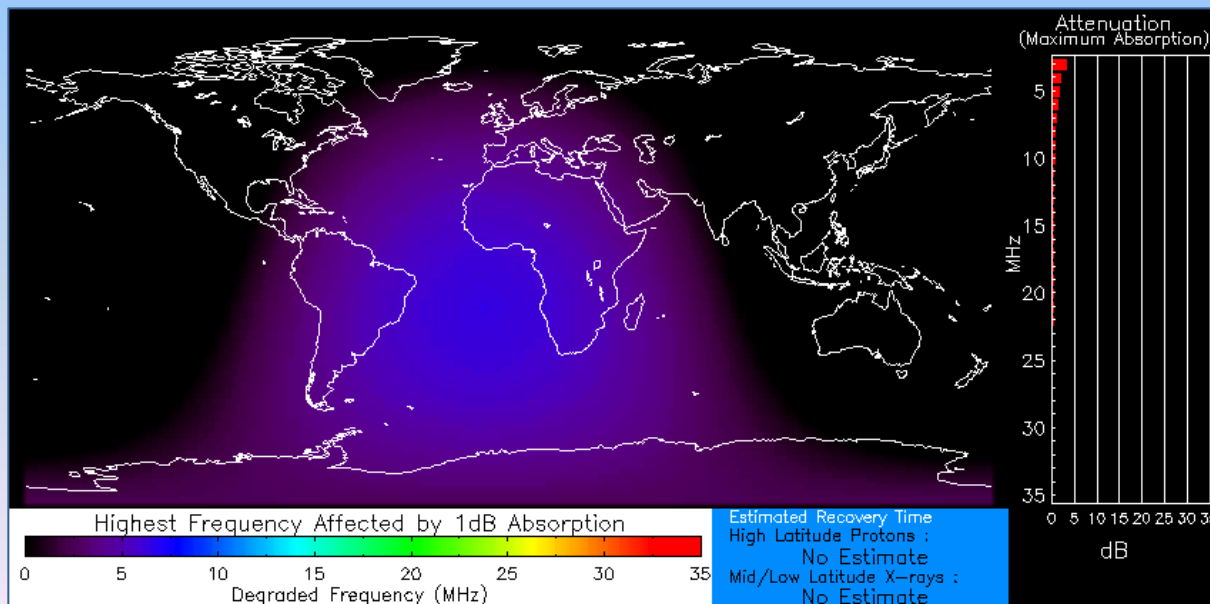 Attenuation
(Maximum Absorption)
5
10
15
20
25
30
35
MHz
0 5 10 15 20 25 30
dB
Highest Frequency Affected by 1dB Absorption
0 5 10 15 20 25 30 35
Degraded Frequency (MHz)
Estimated Recovery Time
High Latitude Protons :
No Estimate
Mid/Low Latitude X-rays :
No Estimate